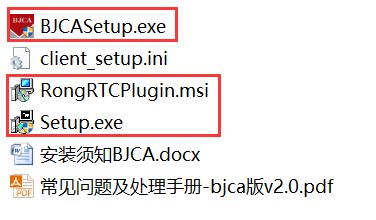 BJCASetup.exe
client_setup.ini
RongRTCPlugin.msi
Setup.exe
安装须知BJCA.docx
常见问题及处理手册-bjca版v2.0.pdf